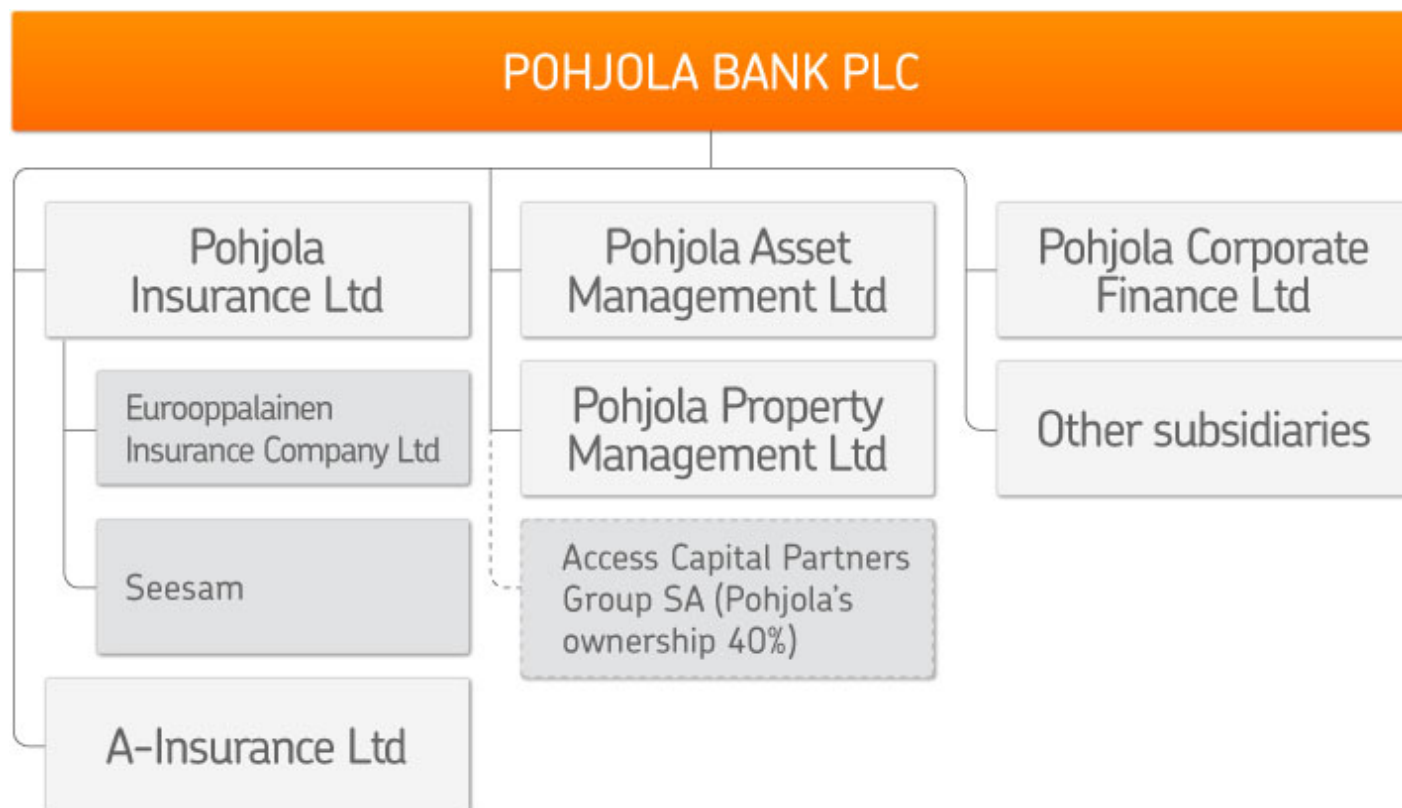 POHJOLA BANK PLC
Pohjola
Insurance Ltd
Eurooppalainen
Insurance Company Ltd
Seesam
A-Insurance Ltd
Pohjola Asset
Management Ltd
Pohjola Property
Management Ltd
Access Capital Partners
Group SA (Pohjola's
ownership 40%)
Pohjola Corporate
Finance Ltd
Other subsidiaries